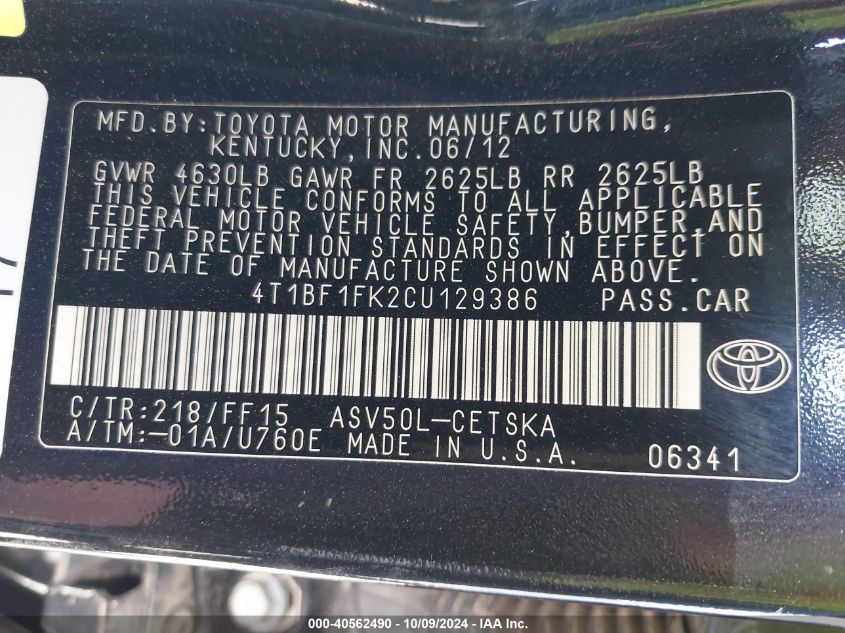 MFD.BY:TOYOTA MOTOR MANUFACTURING,
KENTUCKY,INC.06/12
GVWR 4630LB GAWR FR 2625LB RR 2625LB
THIS VEHICLE CONFORMS TO ALL APPLICABLE
FEDERAL MOTOR VEHICLE SAFETY,BUMPER,AND
THEFT PREVENTION STANDARDS IN EFFECT ON
THE DATE OF MANUFACTURE SHOWN ABOVE.
4T1BF1FK2CU129386 PASS.CAR
C/TR:218/FF15 ASV50L-CETSKA
A/TM:-01A/U760E MADE IN U.S.A. 06341
000-40562490 - 10/09/2024 - IAA Inc.